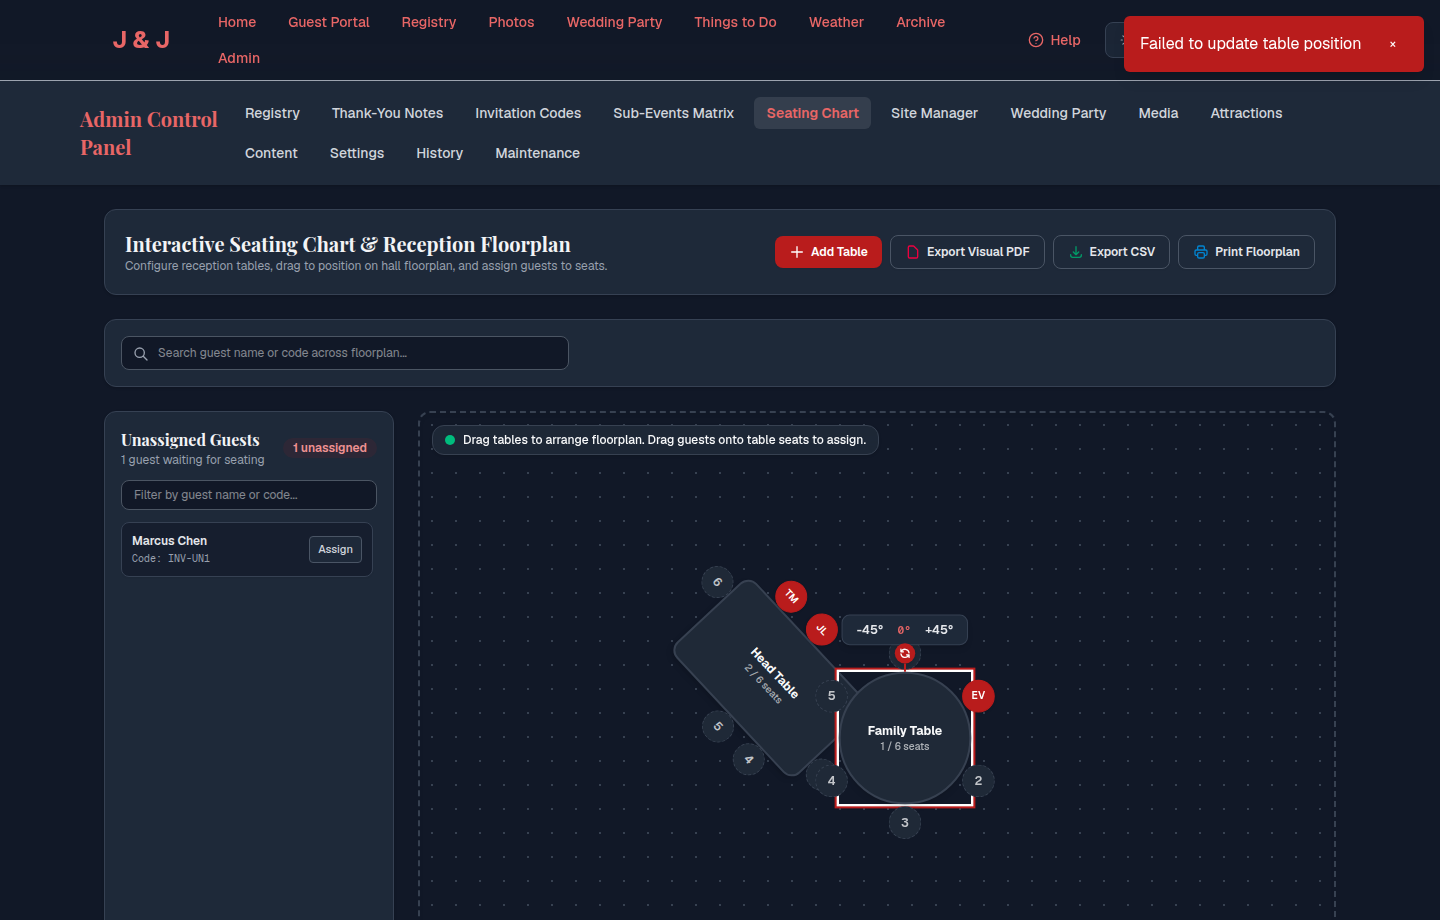 J & J
Home
Guest Portal
Registry
Photos
Wedding Party
Things to Do
Weather
Archive
Admin
Help
Failed to update table position
×
Admin Control
Panel
Registry
Thank-You Notes
Invitation Codes
Sub-Events Matrix
Seating Chart
Site Manager
Wedding Party
Media
Attractions
Content
Settings
History
Maintenance
Interactive Seating Chart & Reception Floorplan
Configure reception tables, drag to position on hall floorplan, and assign guests to seats.
Add Table
Export Visual PDF
Export CSV
Print Floorplan
Search guest name or code across floorplan...
Unassigned Guests
1 guest waiting for seating
1 unassigned
Filter by guest name or code...
Marcus Chen
Code: INV-UN1
Assign
Drag tables to arrange floorplan. Drag guests onto table seats to assign.
6
TM
JL
-45° 0° +45°
Head Table
2 / 6 seats
5
4
5
EV
Family Table
1 / 6 seats
4
2
3